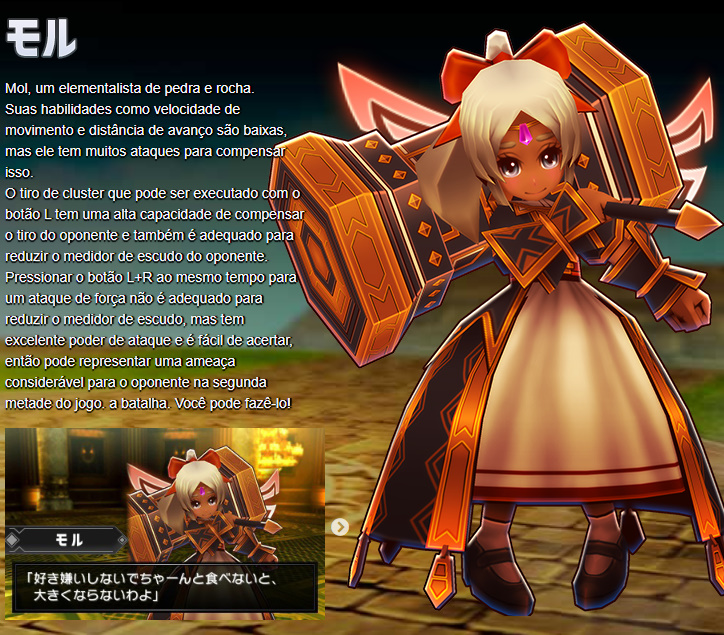 モル
Mol, um elementalista de pedra e rocha.
Suas habilidades como velocidade de
movimento e distância de avanço são baixas,
mas ele tem muitos ataques para compensar
isso.
O tiro de cluster que pode ser executado com o
botão L tem uma alta capacidade de compensar
o tiro do oponente e também é adequado para
reduzir o medidor de escudo do oponente.
Pressionar o botão L+R ao mesmo tempo para
um ataque de força não é adequado para
reduzir o medidor de escudo, mas tem
excelente poder de ataque e é fácil de acertar,
então pode representar uma ameaça
considerável para o oponente na segunda
metade do jogo. a batalha. Você pode fazê-lo!
モル
「好き嫌いしないでちゃーんと食べないと、
大きくならないわよ」